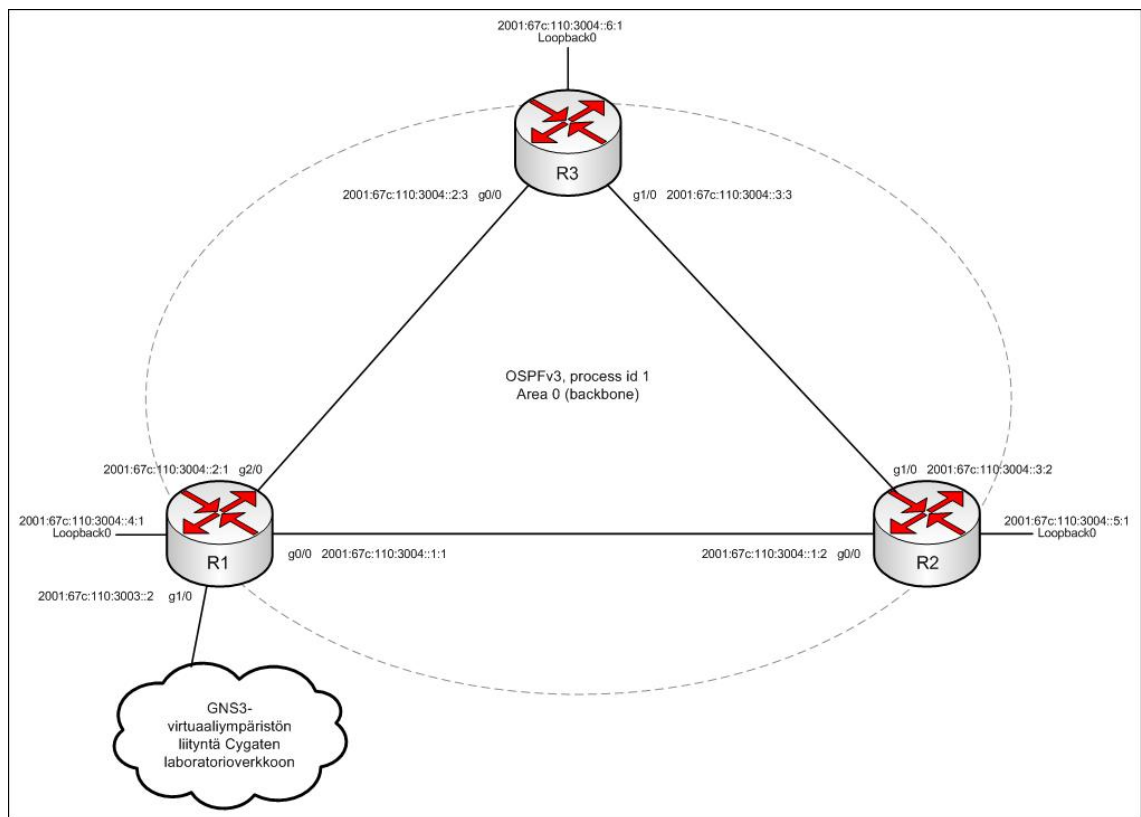 2001:67c:110:3004::6:1
Loopback0
R3
2001:67c:110:3004::2:3 g0/0
g1/0 2001:67c:110:3004::3:3
OSPFv3, process id 1
Area 0 (backbone)
2001:67c:110:3004::2:1 g2/0
g1/0 2001:67c:110:3004::3:2
2001:67c:110:3004::4:1
Loopback0
2001:67c:110:3004::5:1
Loopback0
R1
g0/0 2001:67c:110:3004::1:1
2001:67c:110:3004::1:2 g0/0
R2
2001:67c:110:3003::2 g1/0
GNS3-
virtuaaliympäristön
liityntä Cygaten
laboratorioverkkoon